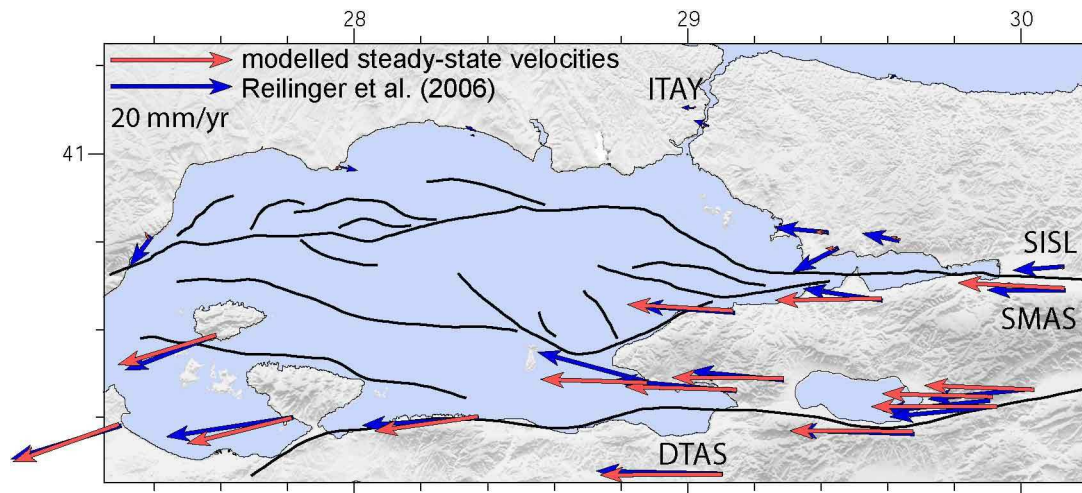 28 29 30
modelled steady-state velocities
Reilinger et al. (2006)
20 mm/yr
ITAY
41
SISL
SMAS
DTAS